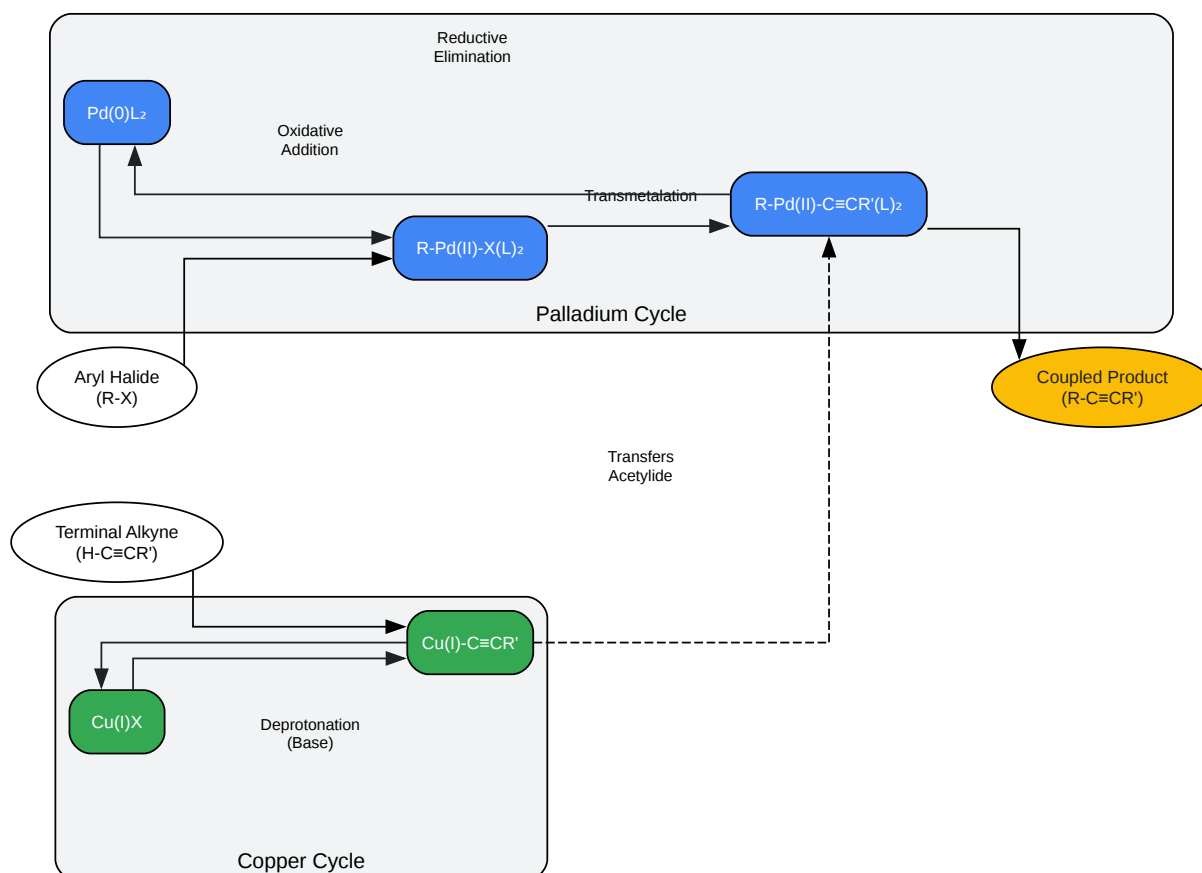 Reductive
Elimination
Pd(0)L₂
Oxidative
Addition
Transmetalation
R-Pd(II)-C≡CR'(L)₂
R-Pd(II)-X(L)₂
Palladium Cycle
Aryl Halide
(R-X)
Coupled Product
(R-C≡CR')
Transfers
Acetylide
Terminal Alkyne
(H-C≡CR')
Cu(I)-C≡CR'
Cu(I)X
Deprotonation
(Base)
Copper Cycle